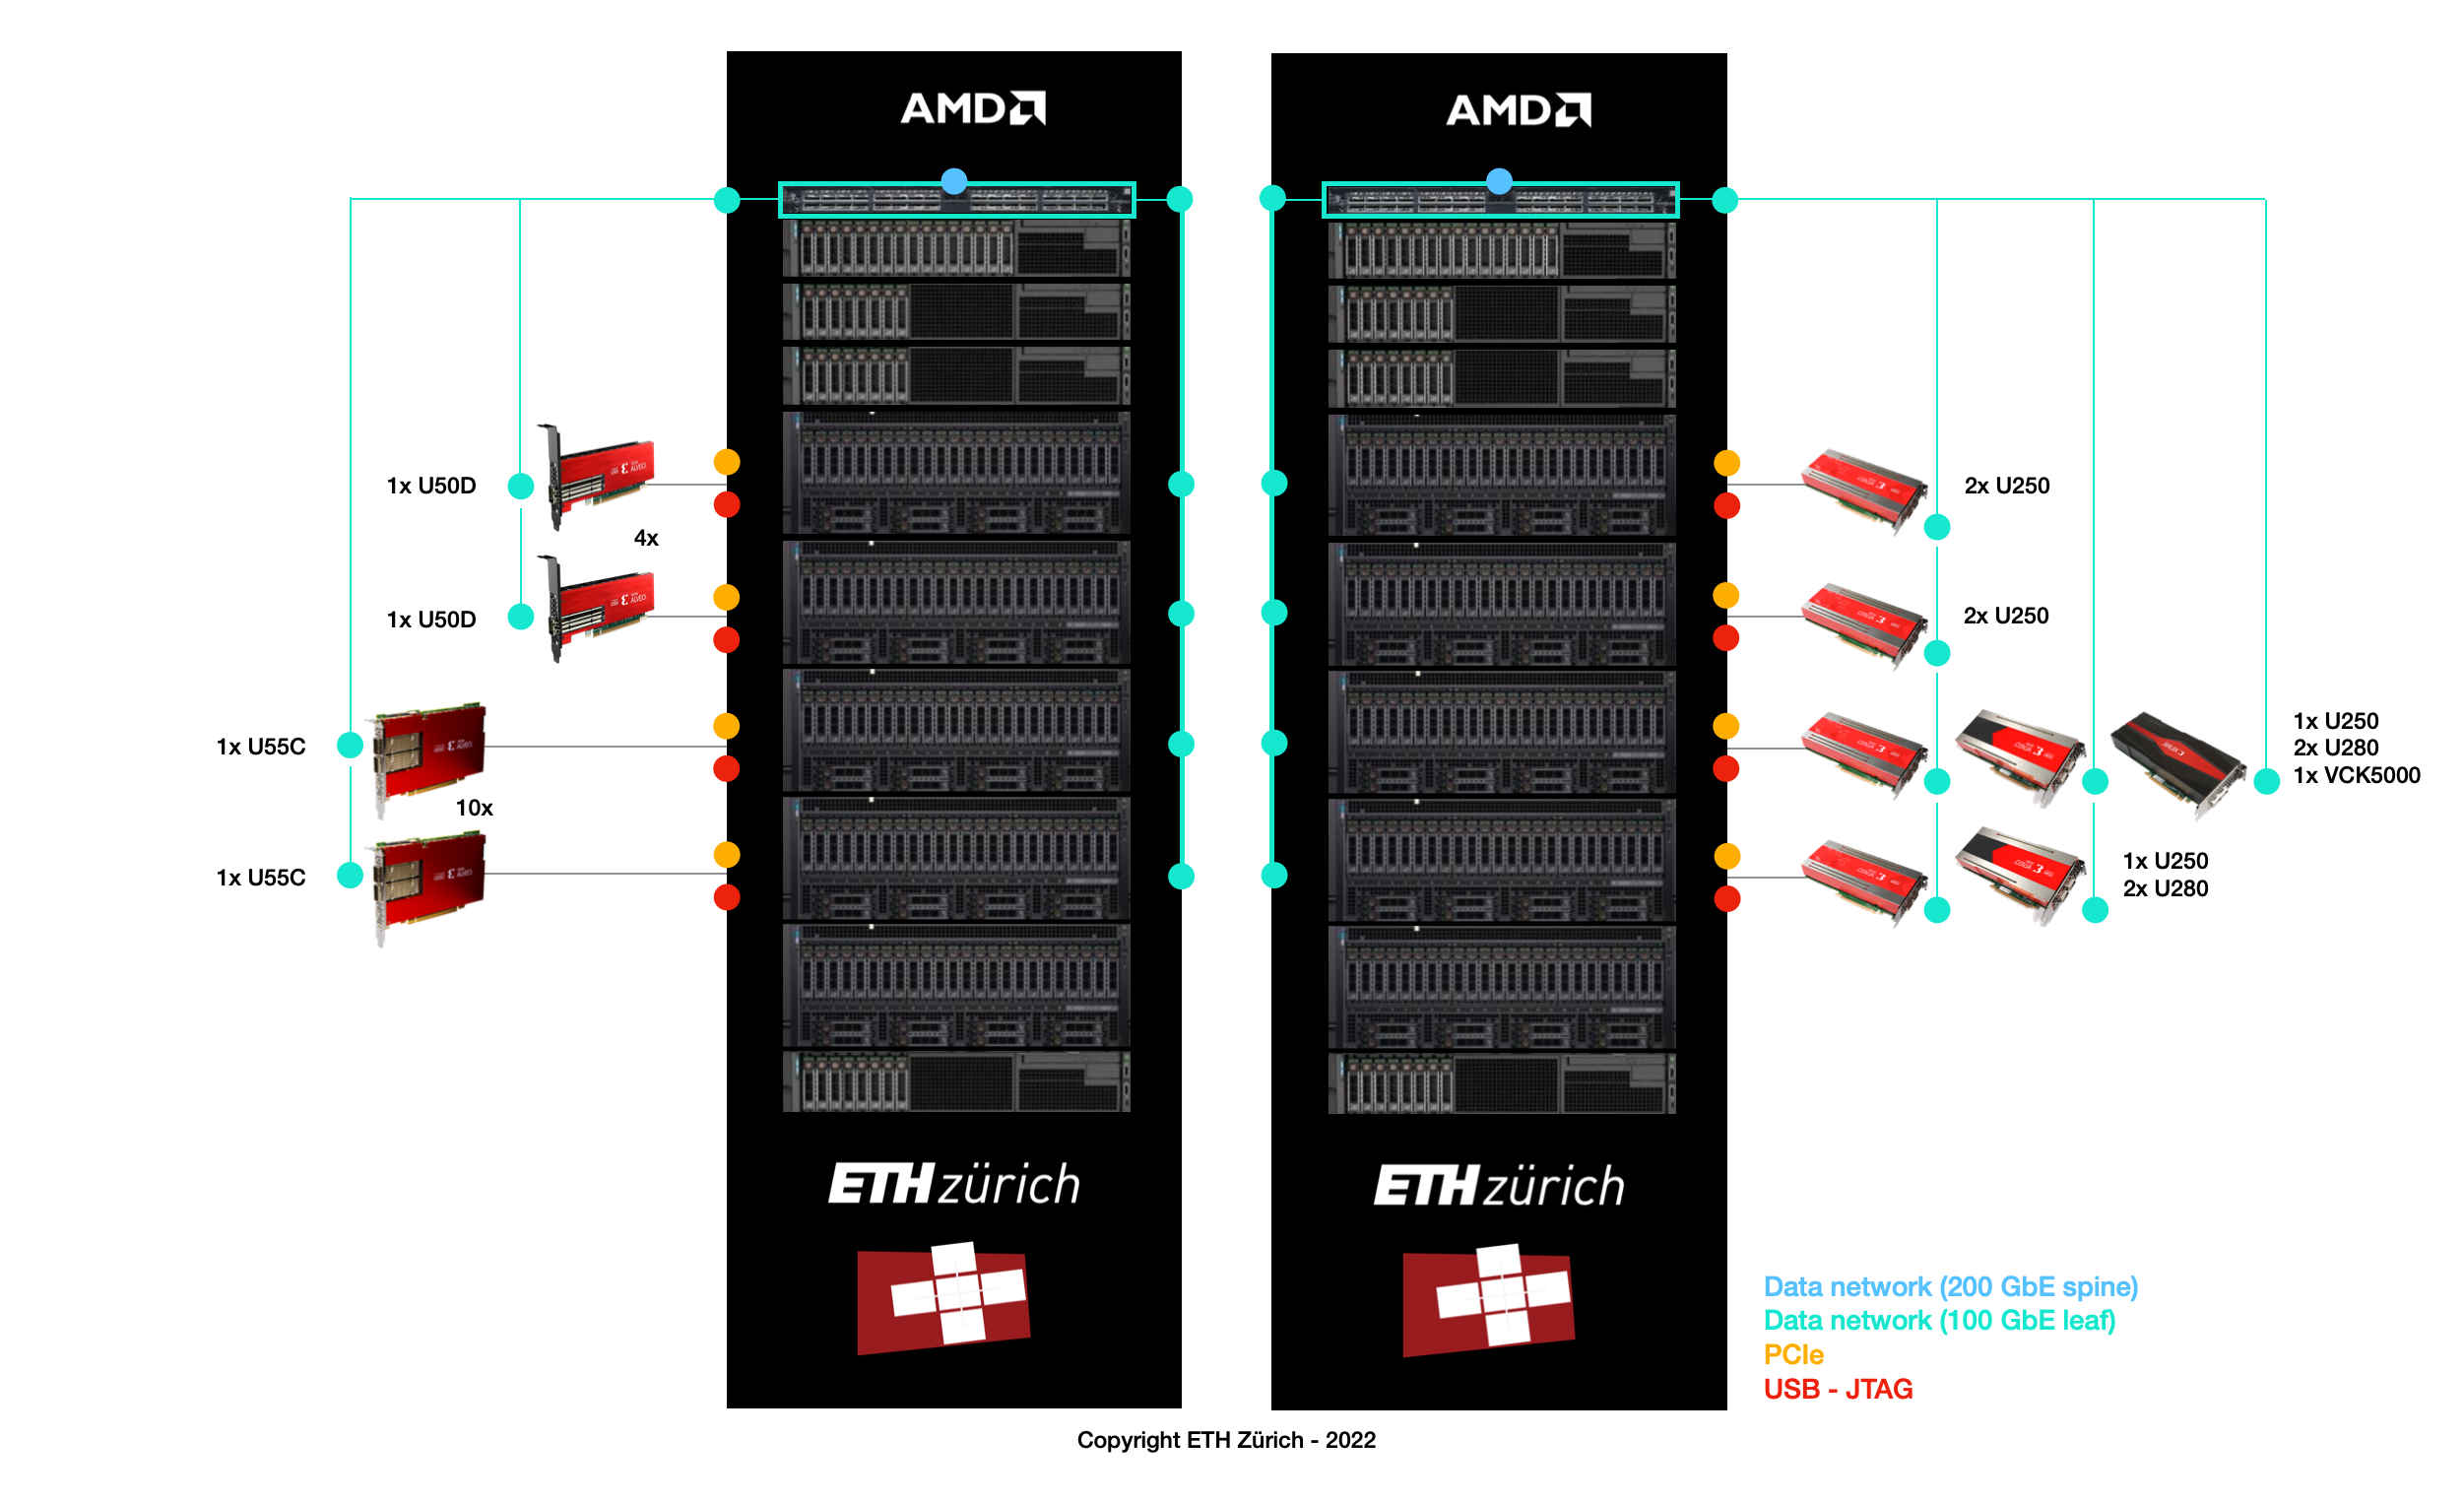 AMD
AMD
1x U50D
4x
1x U50D
1x U55C
10x
1x U55C
2x U250
2x U250
1x U250
2x U280
1x VCK5000
1x U250
2x U280
ETH zürich
ETH zürich
Data network (200 GbE spine)
Data network (100 GbE leaf)
PCIe
USB - JTAG
Copyright ETH Zürich - 2022